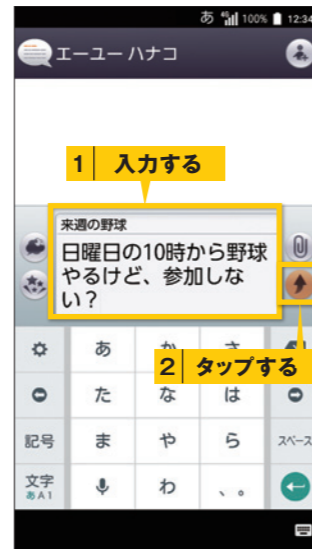 あ 4G 100% 12:34
エーユー ハナコ
1 入力する
来週の野球
日曜日の10時から野球
やるけど、参加しな
い？
2 タップする
あ か さ
た な は
記号 ま や ら スペース
文字 わ 、。
あA1